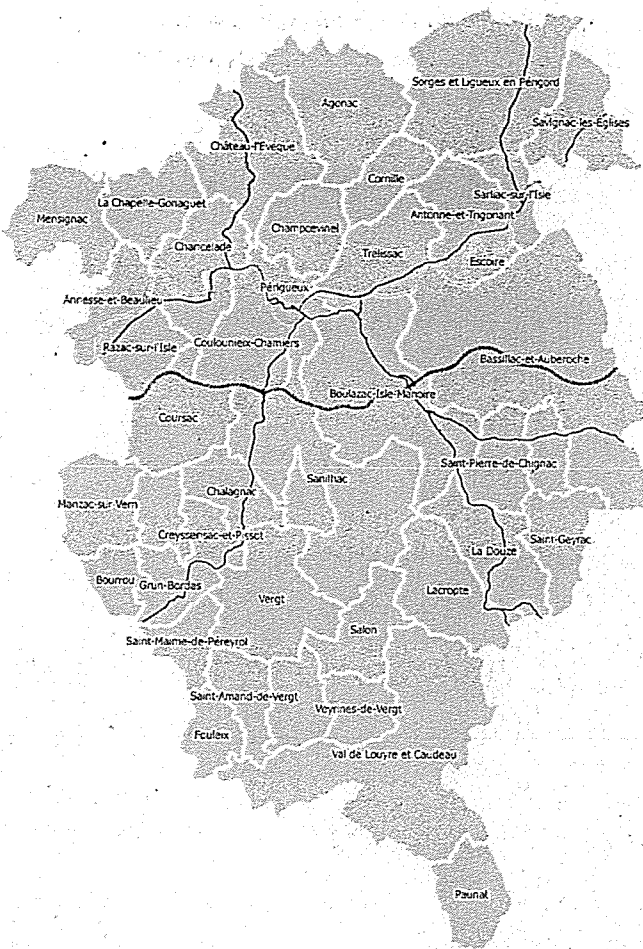 Sorges et Ligueux en Périgord
Agonac
Savignac-les-Eglises
Château-l'Evêque
Cornille
Sarliac-sur-l'Isle
La Chapelle-Gonaguet
Mensignac
Antonne-et-Trigonant
Champcevinel
Chancelade
Trélissac
Escoire
Périgueux
Annesse-et-Beaulieu
Razac-sur-l'Isle
Coulounieix-Chamiers
Bassillac-et-Auberoche
Boulazac-Isle-Manoire
Coursac
Saint-Pierre-de-Chignac
Sanilhac
Chalagnac
Manzac-sur-Vern
Creyssensac-et-Pissot
Saint-Geyrac
La Douze
Bourrou
Grun-Bordas
Lacropte
Vergt
Salon
Saint-Maime-de-Péreyrol
Saint-Amand-de-Vergt
Veyrines-de-Vergt
Fouleix
Val de Louyre et Caudeau
Paunat